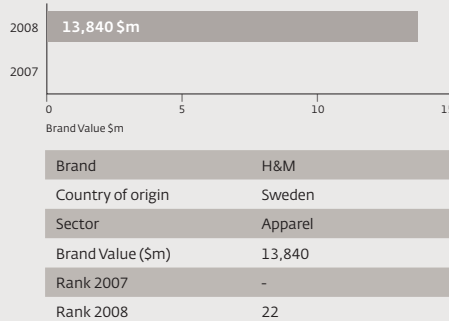 2008 13,840 $m
2007
0 5 10 15
Brand Value $m
Brand H&M
Country of origin Sweden
Sector Apparel
Brand Value ($m) 13,840
Rank 2007 -
Rank 2008 22